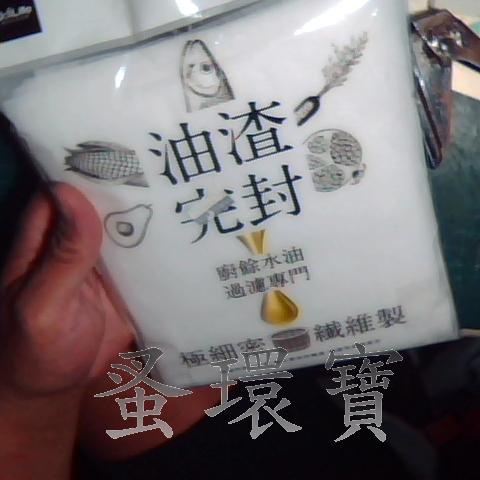 油渣
完封
廚餘水油
過濾專門
極細密 纖維製
蚤環寶